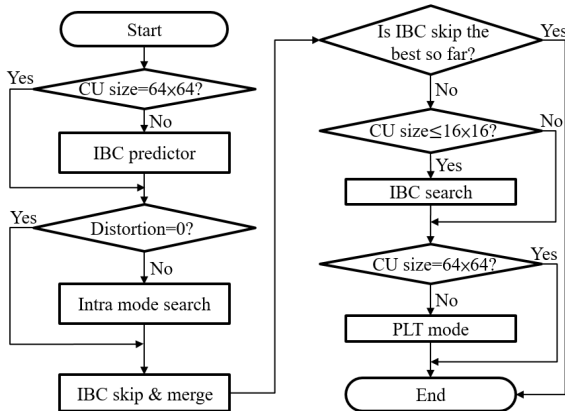 Start
Yes
CU size=64×64?
No
IBC predictor
Yes
Distortion=0?
No
Intra mode search
IBC skip & merge
Is IBC skip the
best so far?
Yes
No
CU size≤16×16?
No
Yes
IBC search
CU size=64×64?
Yes
No
PLT mode
End